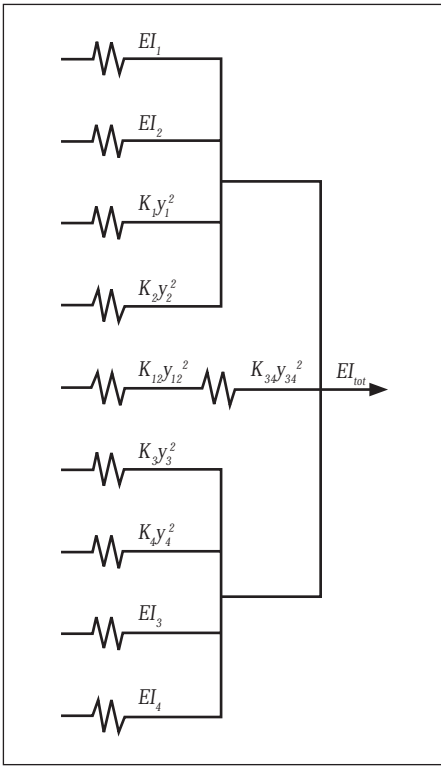 EI₁
EI₂
K₁y₁²
K₂y₂²
K₁₂y₁₂² K₃₄y₃₄² EIₜₒₜ
K₃y₃²
K₄y₄²
EI₃
EI₄